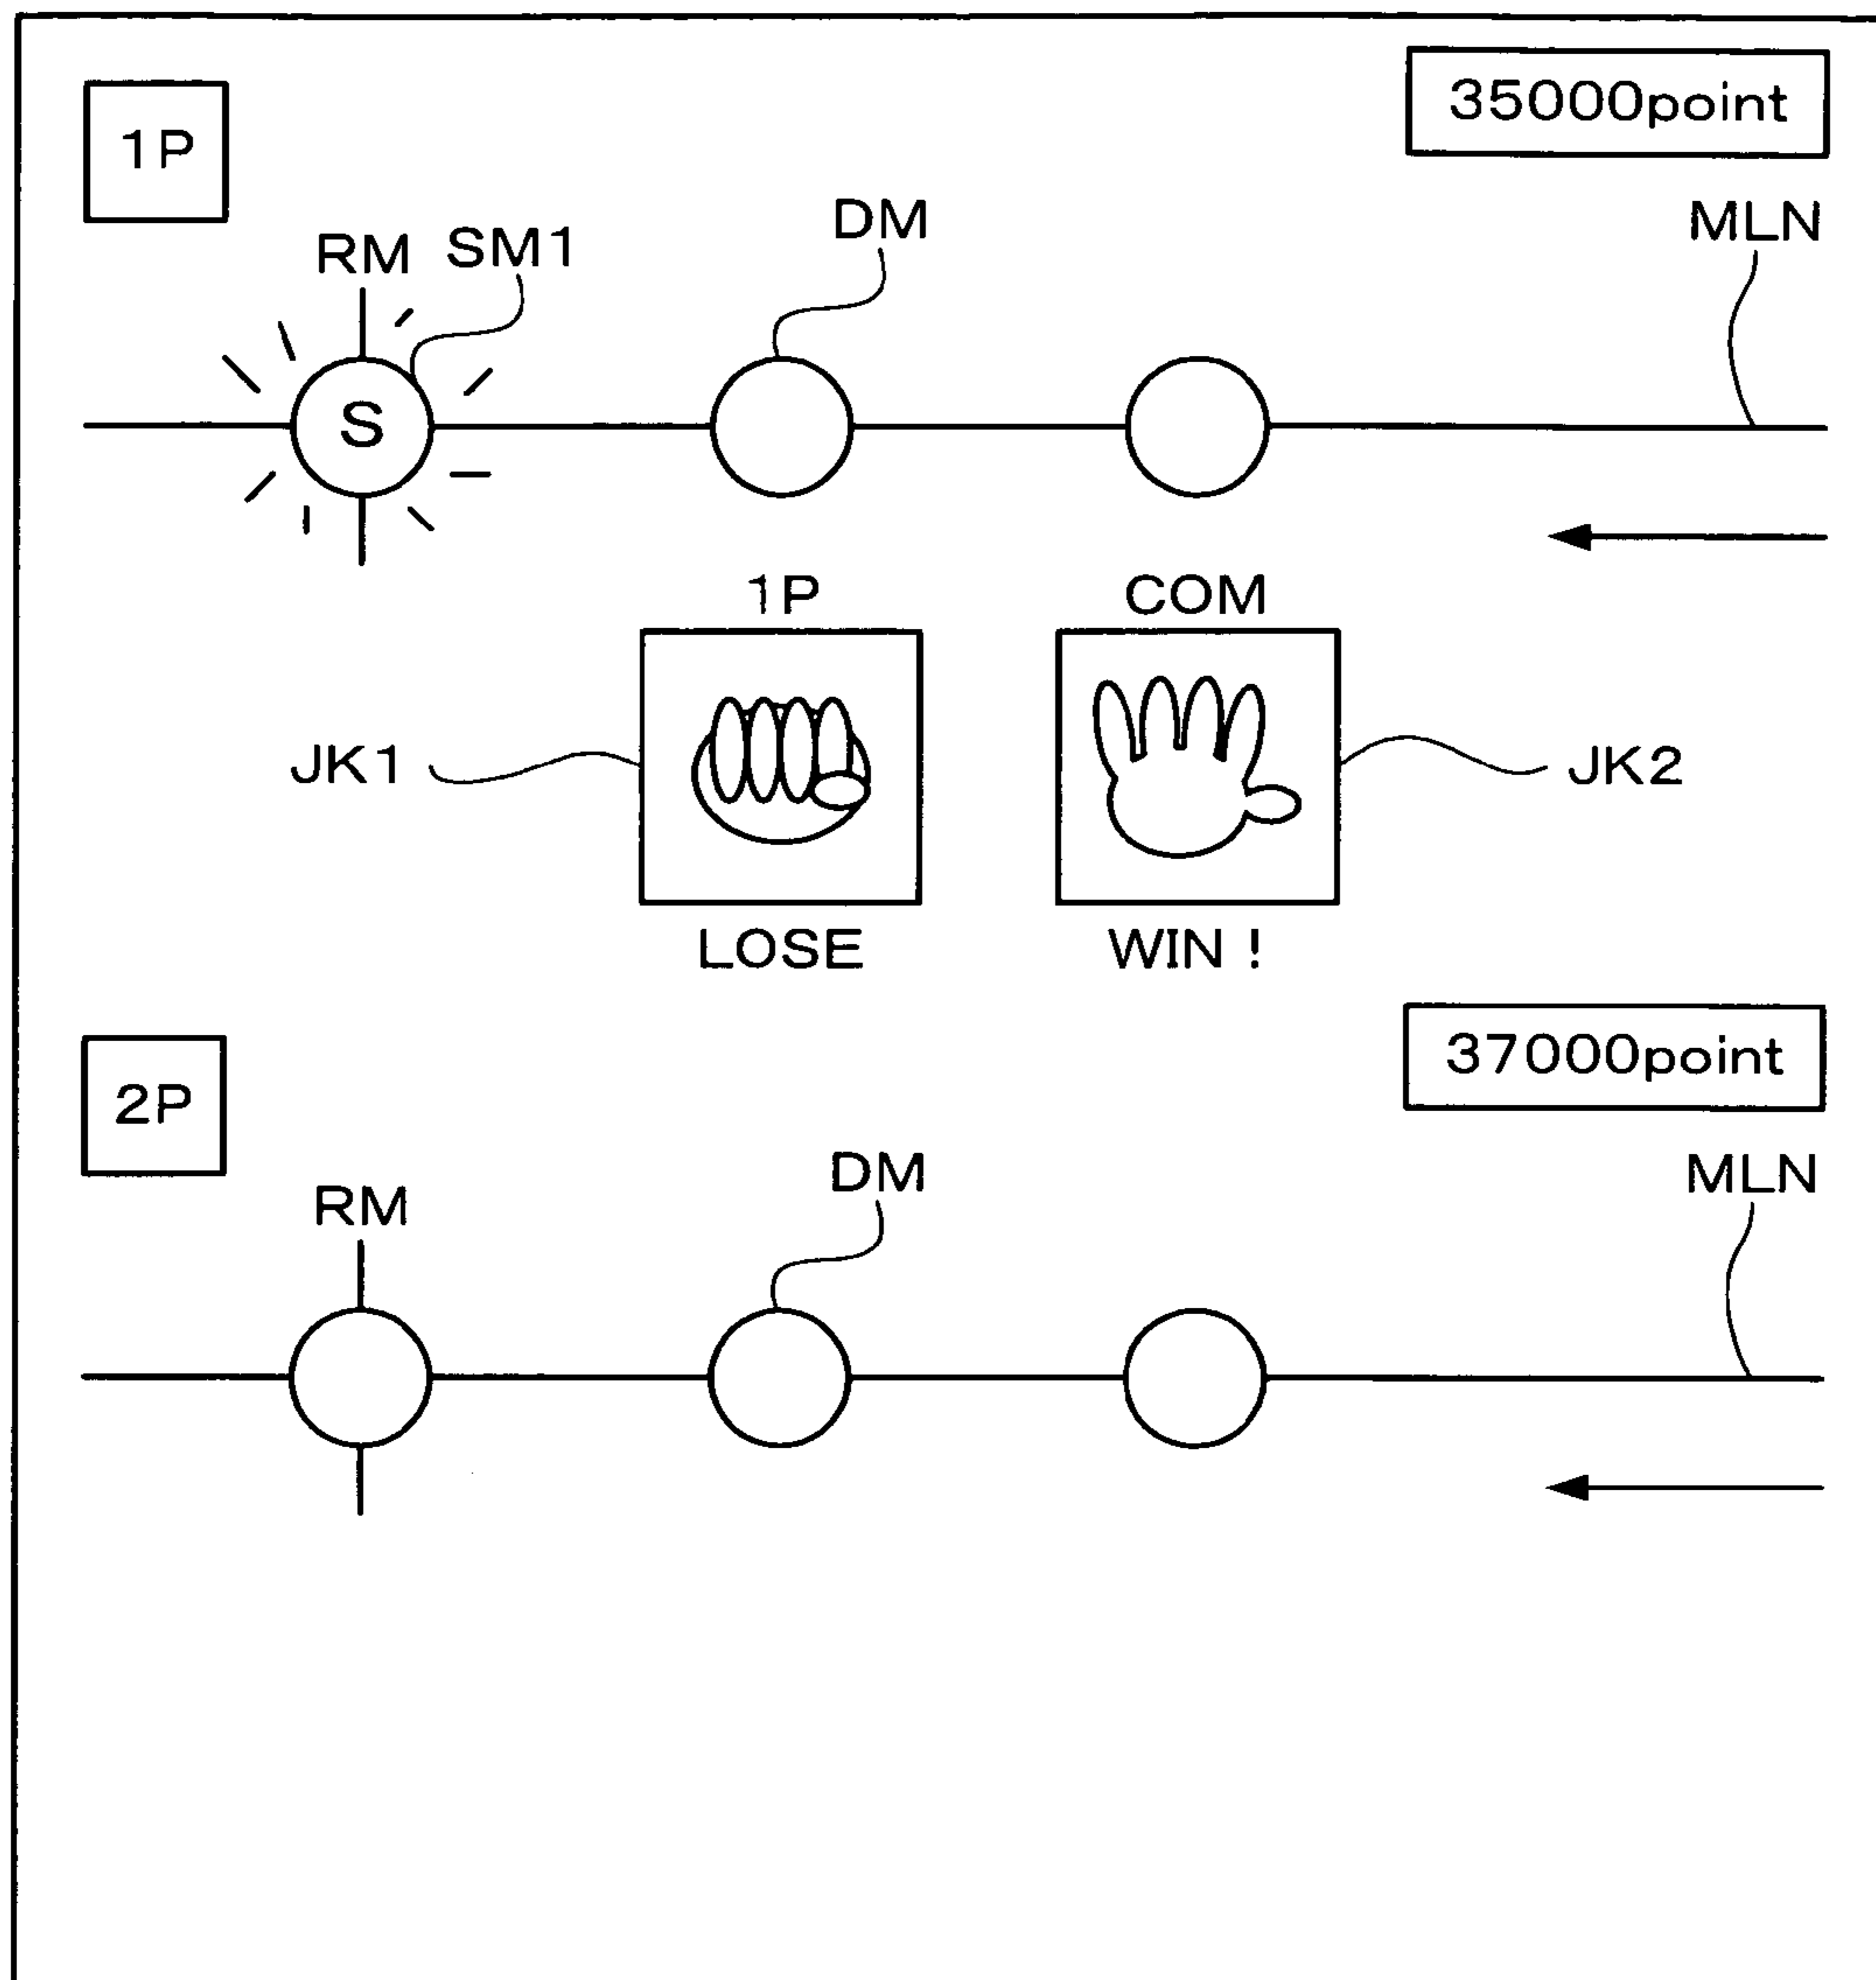 35000point
1P
DM
MLN
RM SM1
S
1P COM
JK1 JK2
LOSE WIN !
37000point
2P
DM
MLN
RM